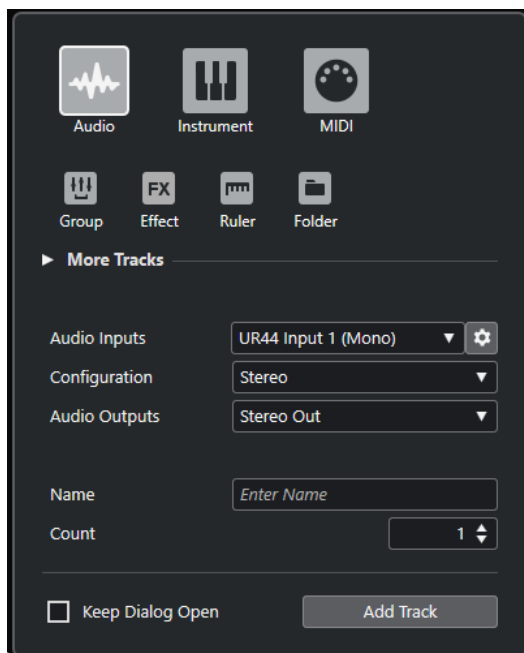 Audio Instrument MIDI
FX
Group Effect Ruler Folder
More Tracks
Audio Inputs UR44 Input 1 (Mono)
Configuration Stereo
Audio Outputs Stereo Out
Name Enter Name
Count 1
Keep Dialog Open Add Track